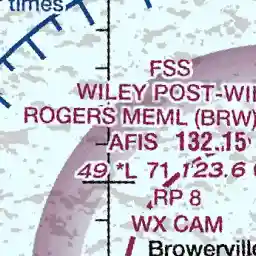 times
FSS
WILEY POST-WI
ROGERS MEML (BRW)
AFIS 132.15
49 *L 71 123.6
RP 8
WX CAM
Browerville